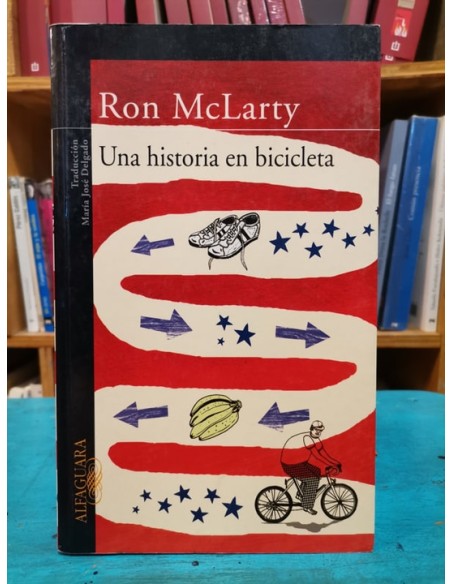 Ron McLarty
Una historia en bicicleta
Traducción
María José Delgado
ALFAGUARA